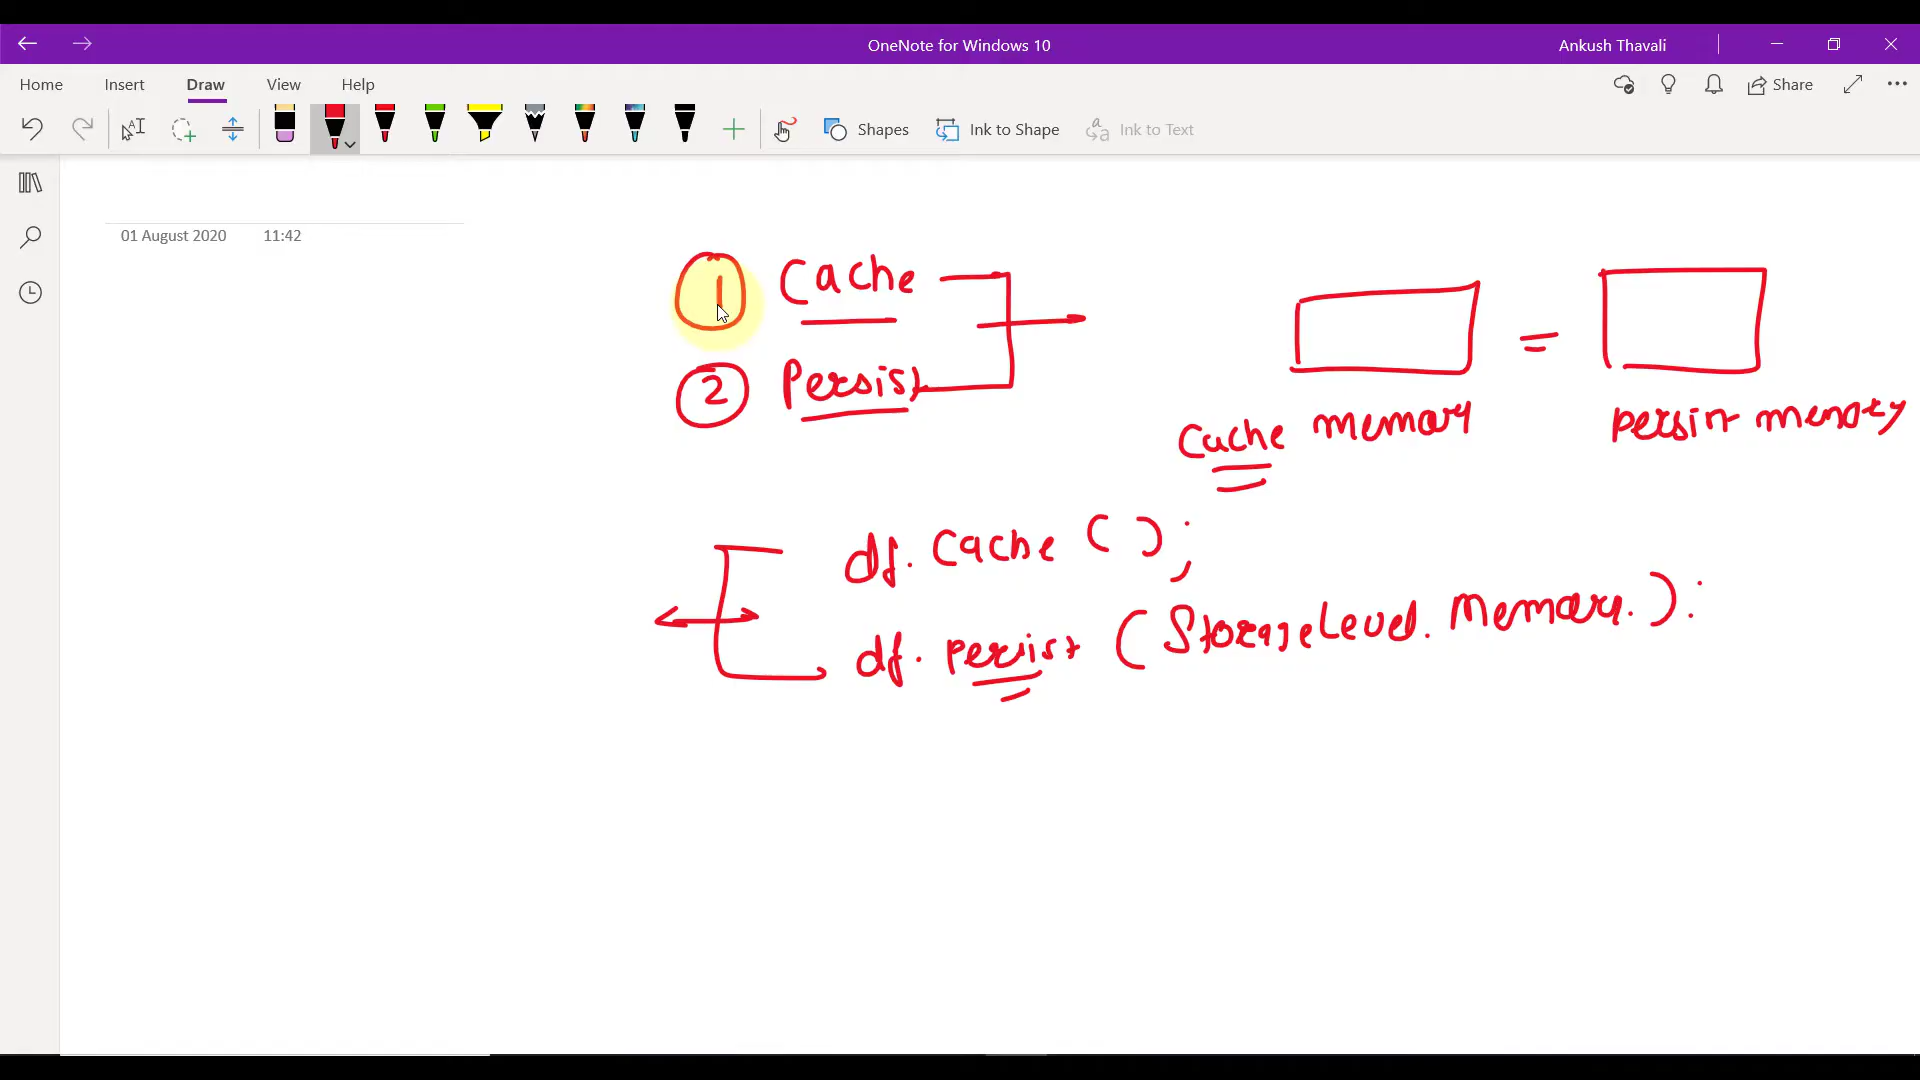 OneNote for Windows 10
Ankush Thavali
Home Insert Draw View Help
Share
Shapes Ink to Shape Ink to Text
01 August 2020 11:42
1 Cache
2 Persist
Cache memory
persist memory
df. Cache ( );
df. persist (StorageLevel. Memory. );